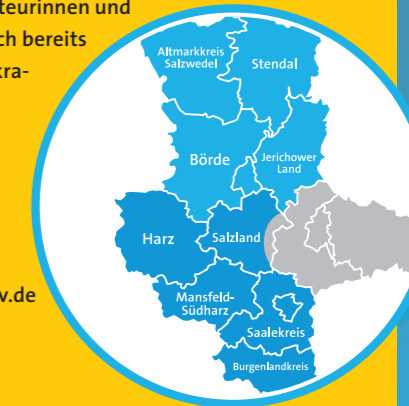 teurinnen und
ch bereits
kra-
v.de
Altmarkkreis
Salzwedel
Stendal
Börde
Jerichower
Land
Harz
Salzland
Mansfeld-
Südharz
Saalekreis
Burgenlandkreis